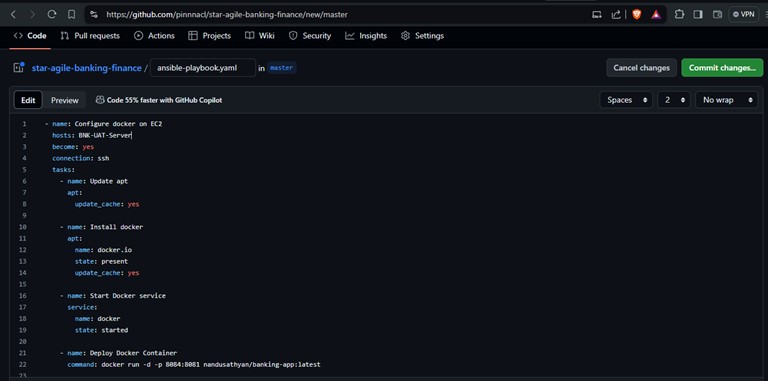 https://github.com/pinnnacl/star-agile-banking-finance/new/master
VPN
Code Pull requests Actions Projects Wiki Security Insights Settings
star-agile-banking-finance / ansible-playbook.yaml in master
Cancel changes Commit changes...
Edit Preview Code 55% faster with GitHub Copilot
Spaces 2 No wrap
1 - name: Configure docker on EC2
2 hosts: BNK-UAT-Server
3 become: yes
4 connection: ssh
5 tasks:
6 - name: Update apt
7 apt:
8 update_cache: yes
9
10 - name: Install docker
11 apt:
12 name: docker.io
13 state: present
14 update_cache: yes
15
16 - name: Start Docker service
17 service:
18 name: docker
19 state: started
20
21 - name: Deploy Docker Container
22 command: docker run -d -p 8084:8081 nandusathyan/banking-app:latest
23